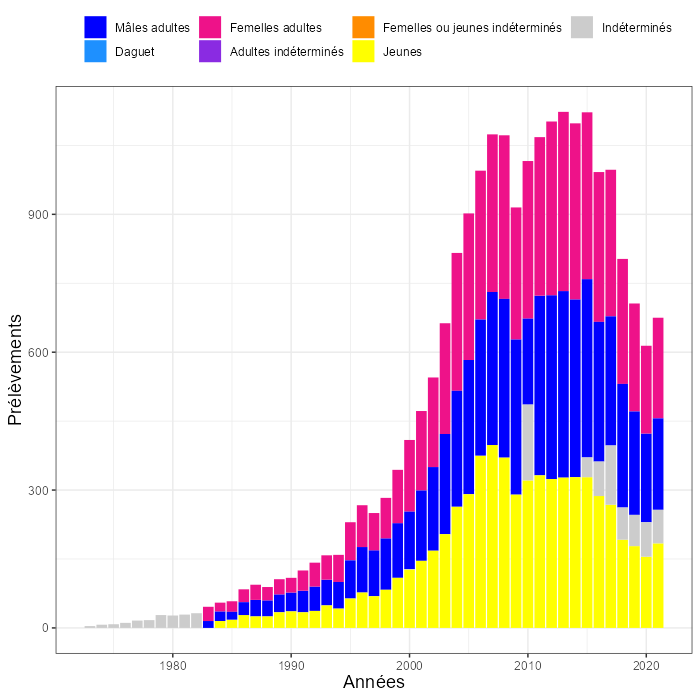 Mâles adultes Femelles adultes Femelles ou jeunes indéterminés Indéterminés
Daguet Adultes indéterminés Jeunes
900
600
300
0
Prélèvements
1980 1990 2000 2010 2020
Années